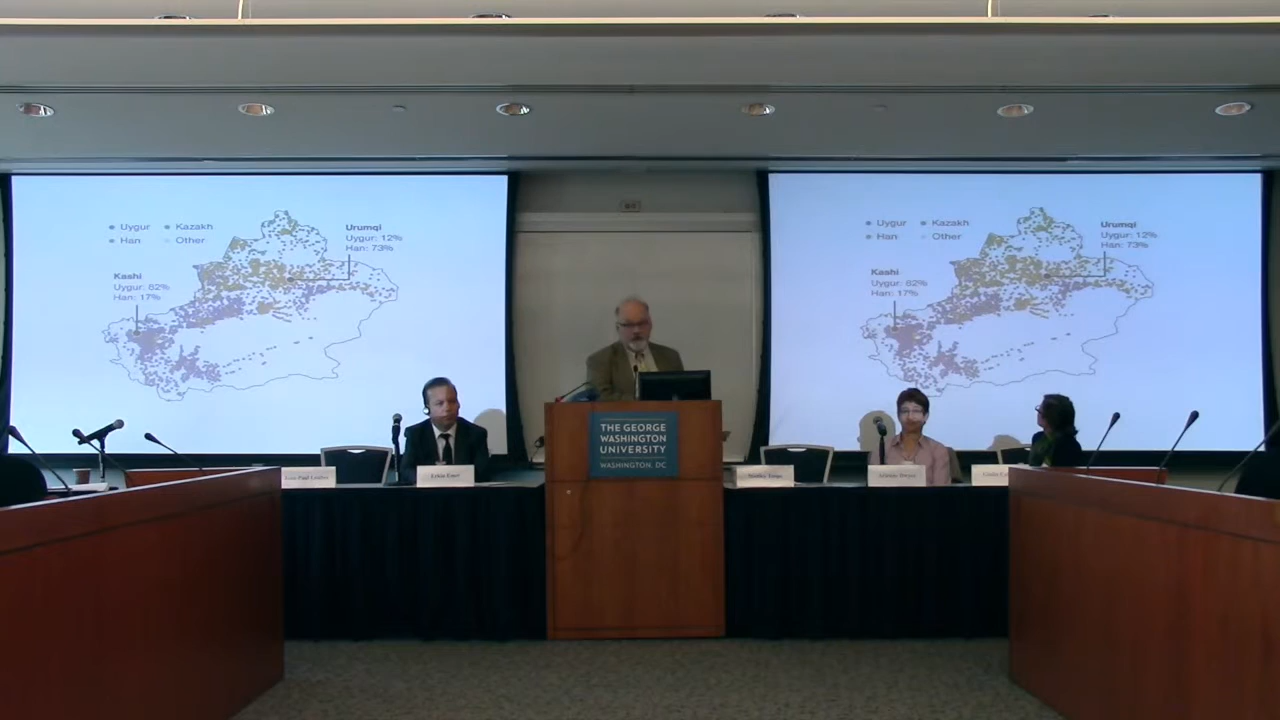 Uygur Kazakh
Han Other
Urumqi
Uygur: 12%
Han: 73%
Kashi
Uygur: 82%
Han: 17%
Uygur Kazakh
Han Other
Urumqi
Uygur: 12%
Han: 73%
Kashi
Uygur: 82%
Han: 17%
THE GEORGE
WASHINGTON
UNIVERSITY
WASHINGTON, DC